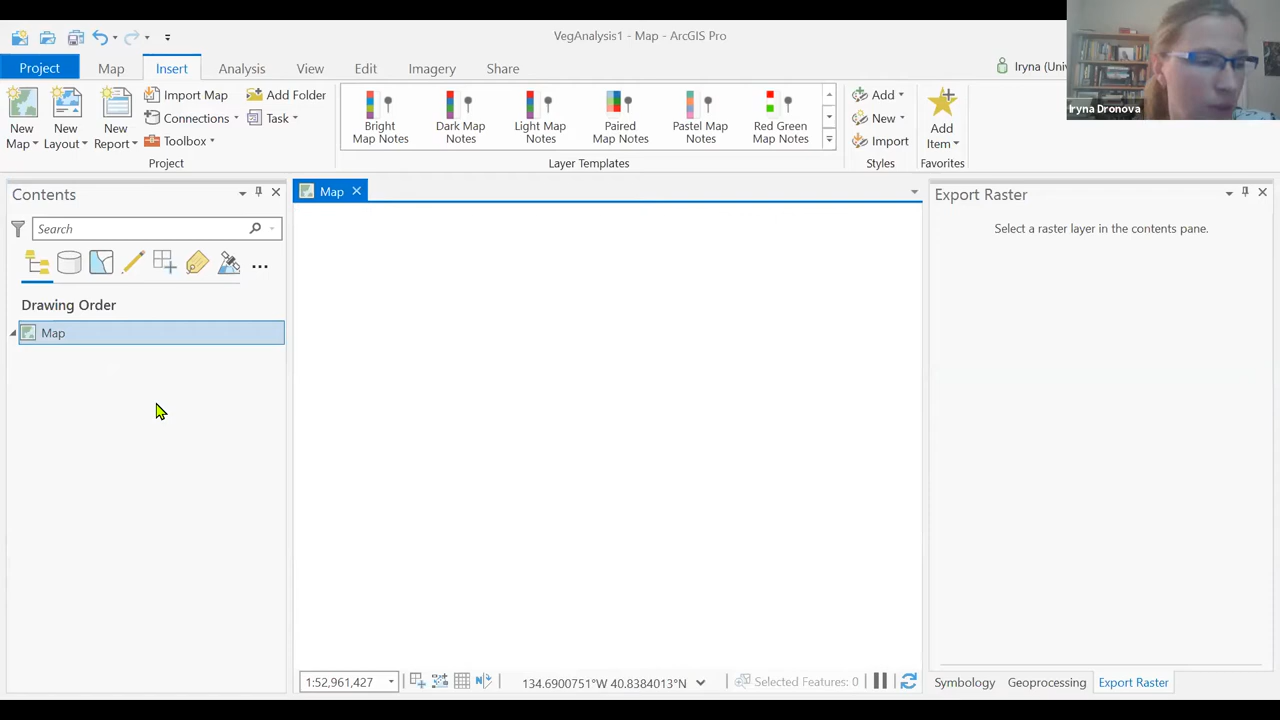 VegAnalysis1 - Map - ArcGIS Pro
Project
Map
Insert
Analysis
View
Edit
Imagery
Share
Iryna (Univ
Iryna Dronova
New Map
New Layout
New Report
Import Map
Connections
Toolbox
Add Folder
Task
Project
Bright Map Notes
Dark Map Notes
Light Map Notes
Paired Map Notes
Pastel Map Notes
Red Green Map Notes
Layer Templates
Add
New
Import
Styles
Add Item
Favorites
Contents
Search
Drawing Order
Map
Map
1:52,961,427
134.6900751°W 40.8384013°N
Selected Features: 0
Export Raster
Select a raster layer in the contents pane.
Symbology
Geoprocessing
Export Raster